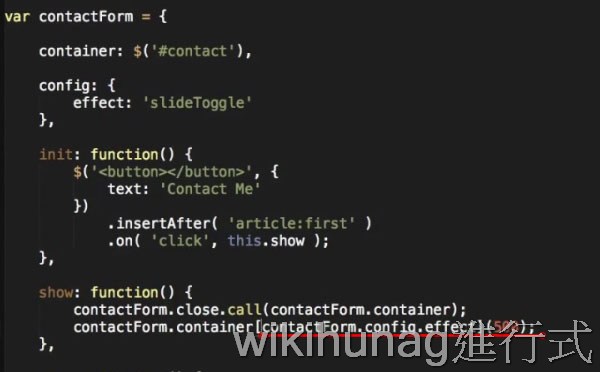 var contactForm = {
container: $('#contact'),
config: {
effect: 'slideToggle'
},
init: function() {
$('<button></button>', {
text: 'Contact Me'
})
.insertAfter( 'article:first' )
.on( 'click', this.show );
},
show: function() {
contactForm.close.call(contactForm.container);
contactForm.container[contactForm.config.effect](500);
},
wikihunag進行式